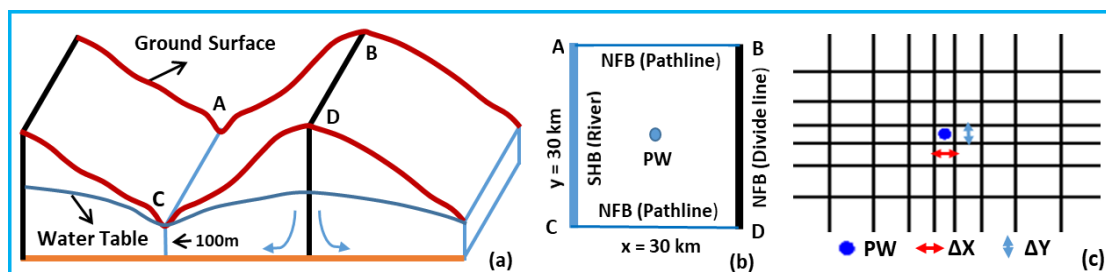 Ground Surface
B
A
D
C
Water Table
100m
(a)
A
B
NFB (Pathline)
y = 30 km
SHB (River)
PW
NFB (Divide line)
NFB (Pathline)
C
D
x = 30 km
(b)
PW
ΔX
ΔY
(c)